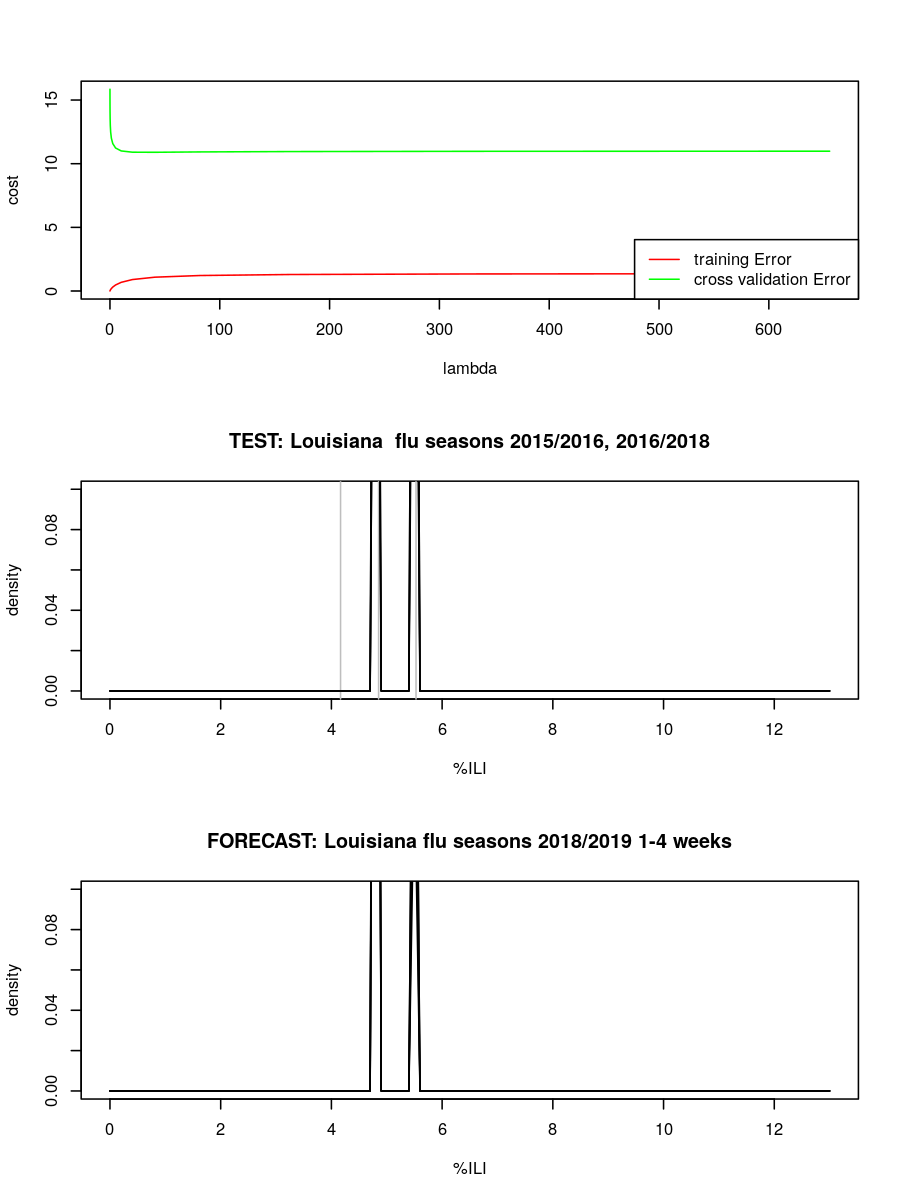 15
10
5
0
cost
training Error
cross validation Error
0 100 200 300 400 500 600
lambda
TEST: Louisiana  flu seasons 2015/2016, 2016/2018
0.08
0.04
0.00
density
0 2 4 6 8 10 12
%ILI
FORECAST: Louisiana flu seasons 2018/2019 1-4 weeks
0.08
0.04
0.00
density
0 2 4 6 8 10 12
%ILI